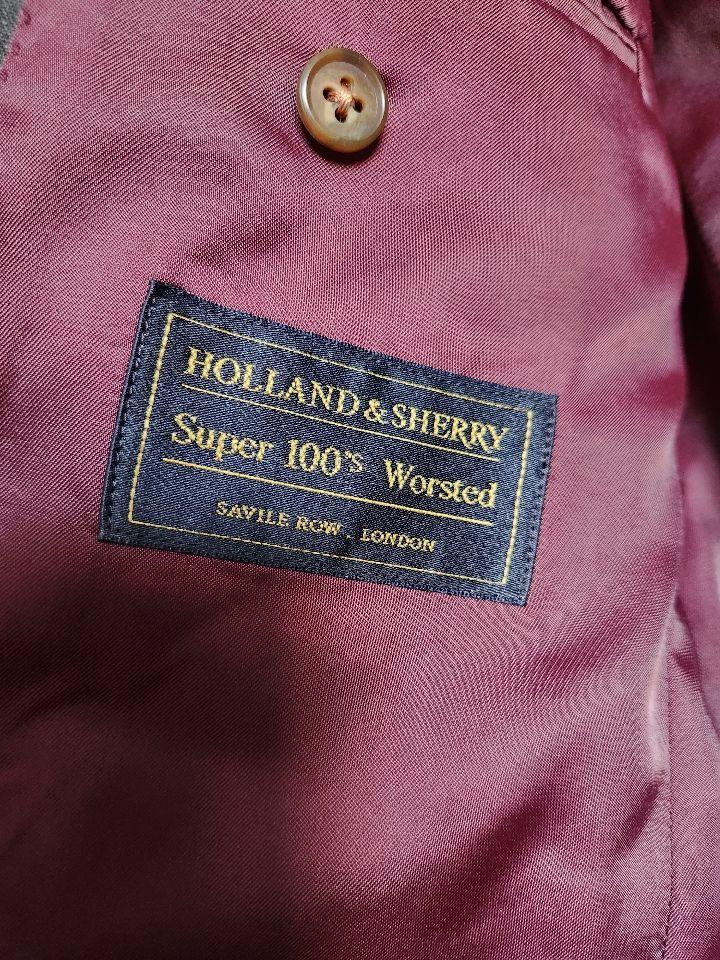 HOLLAND & SHERRY
Super 100's Worsted
SAVILE ROW . LONDON